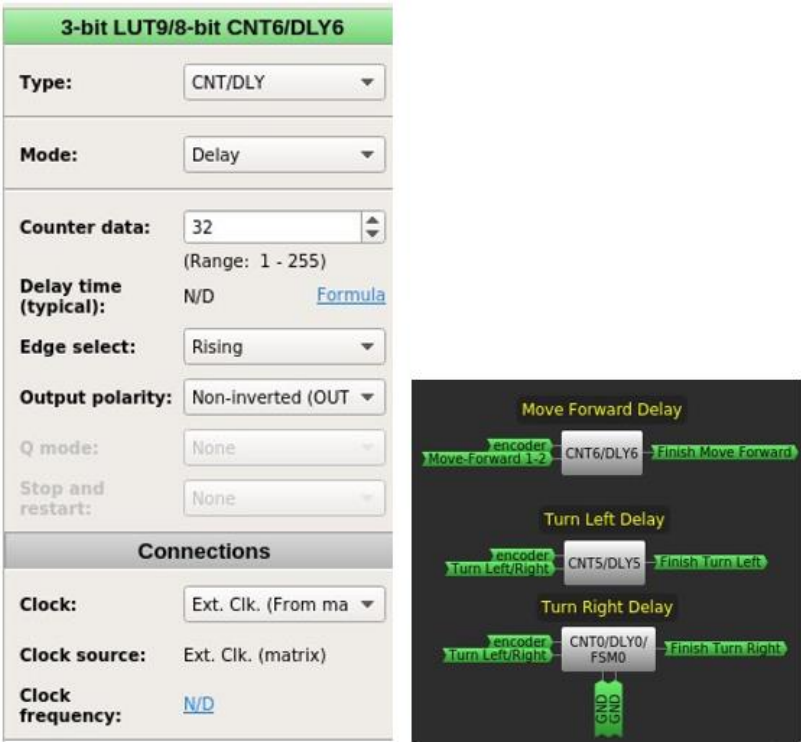 3-bit LUT9/8-bit CNT6/DLY6
Type: CNT/DLY
Mode: Delay
Counter data: 32
(Range: 1 - 255)
Delay time (typical): N/D Formula
Edge select: Rising
Output polarity: Non-inverted (OUT
Q mode: None
Stop and restart: None
Connections
Clock: Ext. Clk. (From ma
Clock source: Ext. Clk. (matrix)
Clock frequency: N/D
Move Forward Delay
encoder
Move-Forward 1-2
CNT6/DLY6
Finish Move Forward
Turn Left Delay
encoder
Turn Left/Right
CNT5/DLY5
Finish Turn Left
Turn Right Delay
encoder
Turn Left/Right
CNT0/DLY0/
FSM0
Finish Turn Right
GND
GND